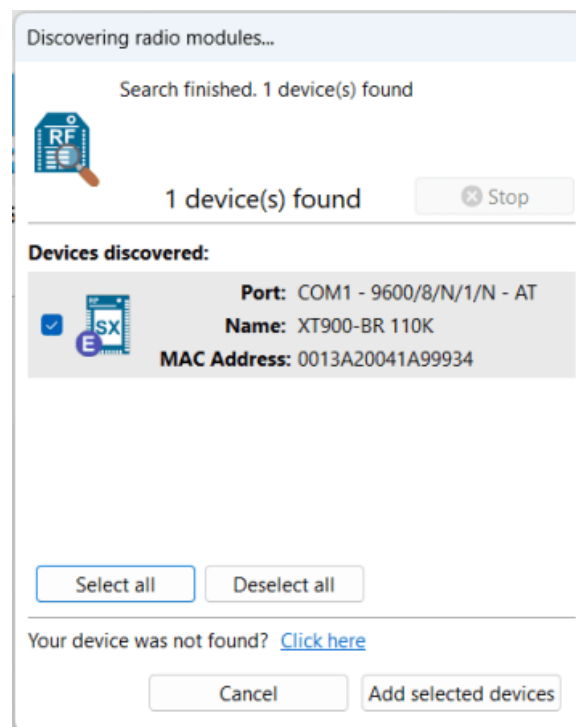 Discovering radio modules...
Search finished. 1 device(s) found
RF
1 device(s) found
Stop
Devices discovered:
Port: COM1 - 9600/8/N/1/N - AT
SX
Name: XT900-BR 110K
E
MAC Address: 0013A20041A99934
Select all
Deselect all
Your device was not found? Click here
Cancel
Add selected devices